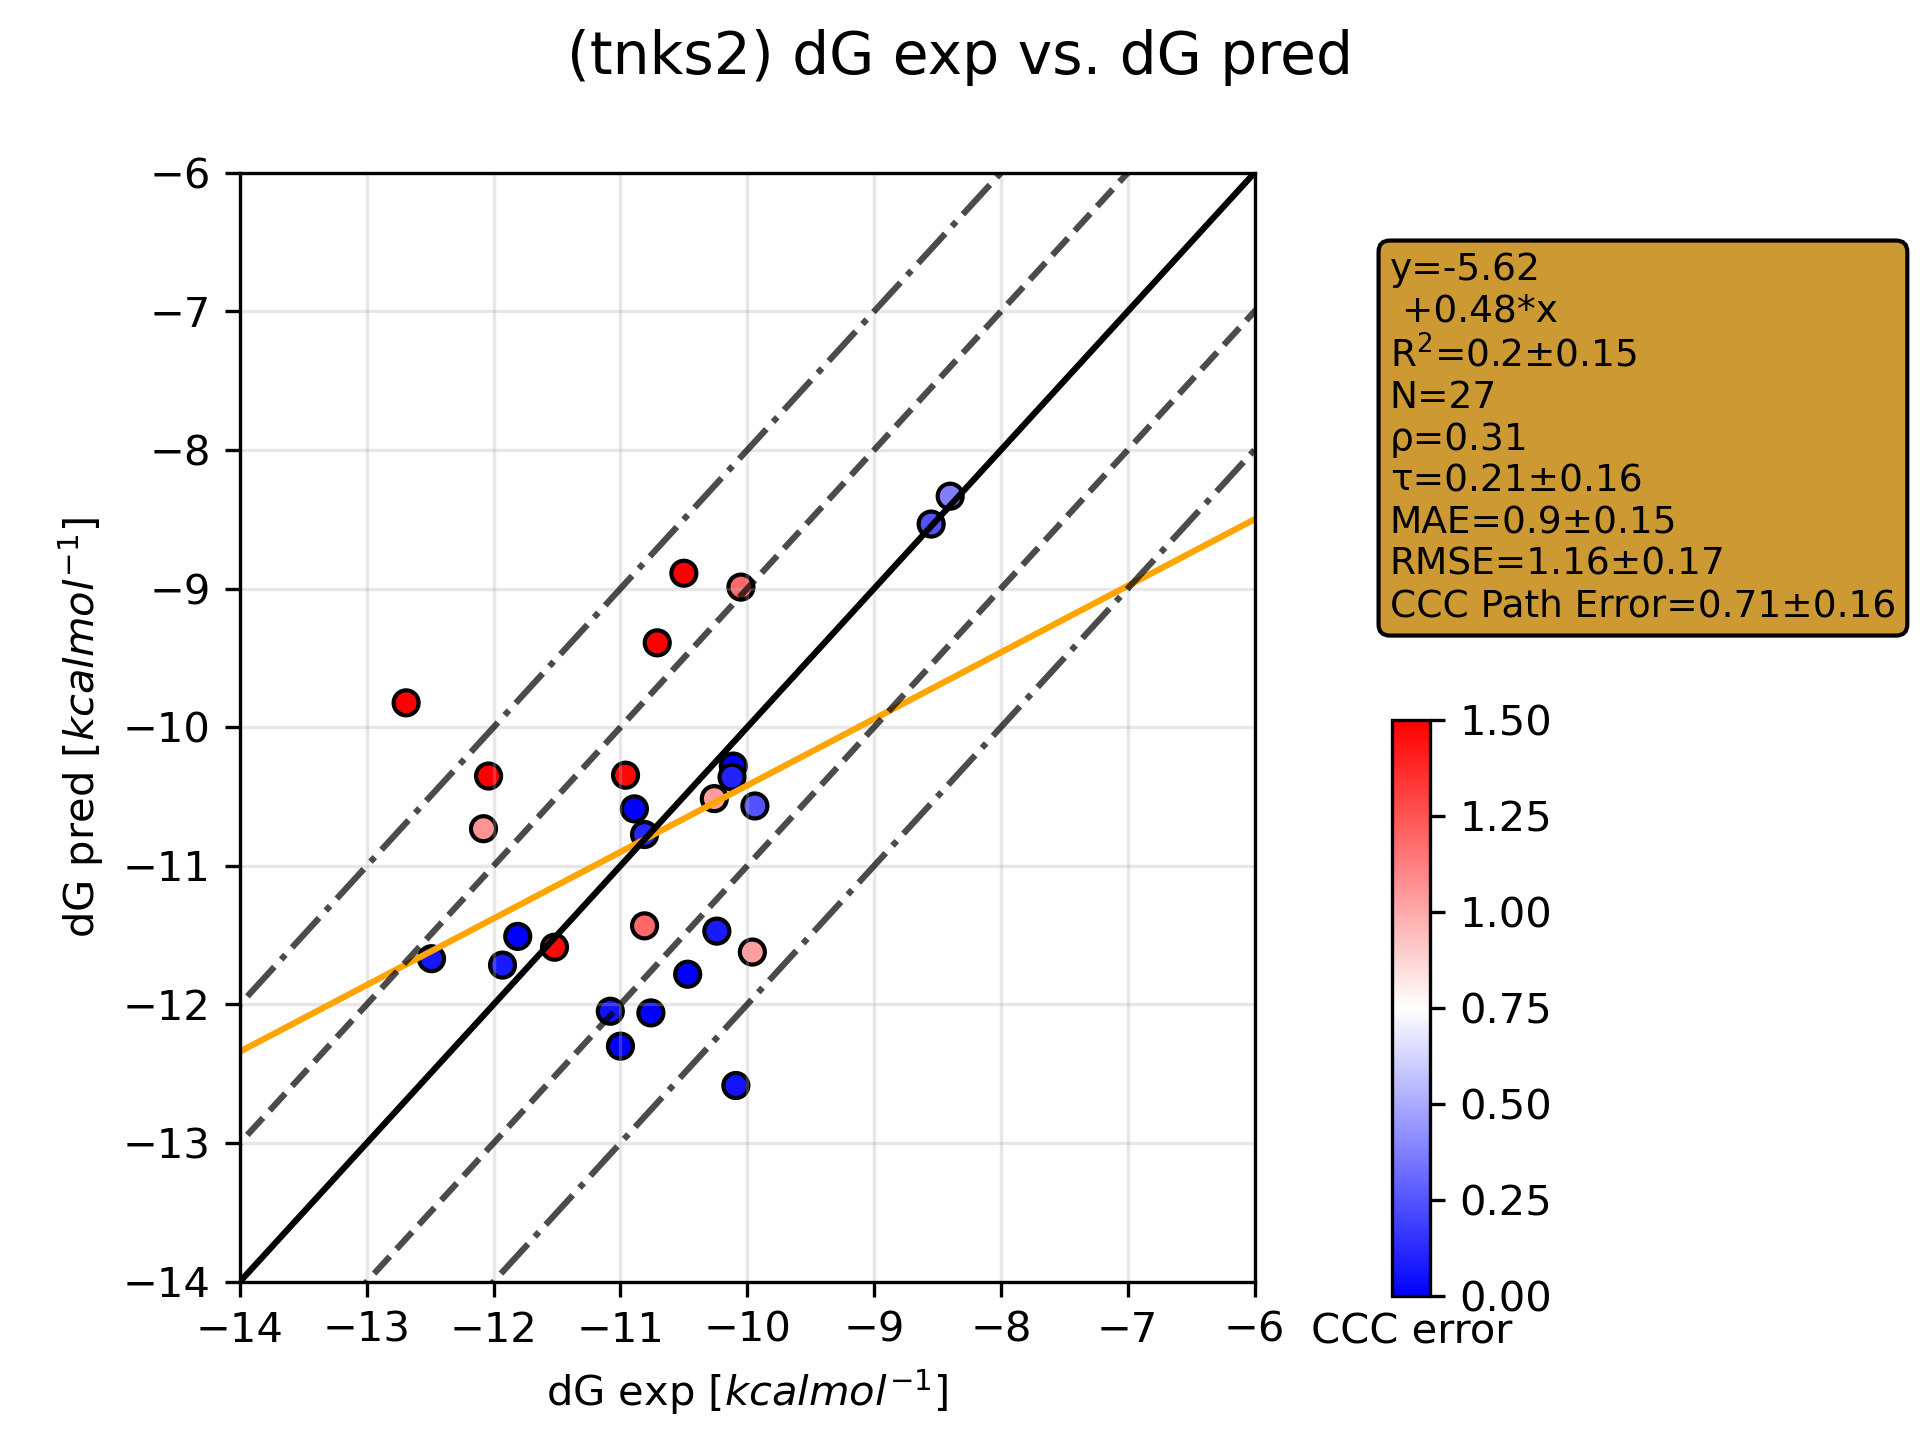 (tnks2) dG exp vs. dG pred
−6
−7
−8
−9
−10
−11
−12
−13
−14
dG pred [kcalmol⁻¹]
−14 −13 −12 −11 −10 −9 −8 −7 −6
dG exp [kcalmol⁻¹]
y=-5.62
+0.48*x
R²=0.2±0.15
N=27
ρ=0.31
τ=0.21±0.16
MAE=0.9±0.15
RMSE=1.16±0.17
CCC Path Error=0.71±0.16
1.50
1.25
1.00
0.75
0.50
0.25
0.00
CCC error